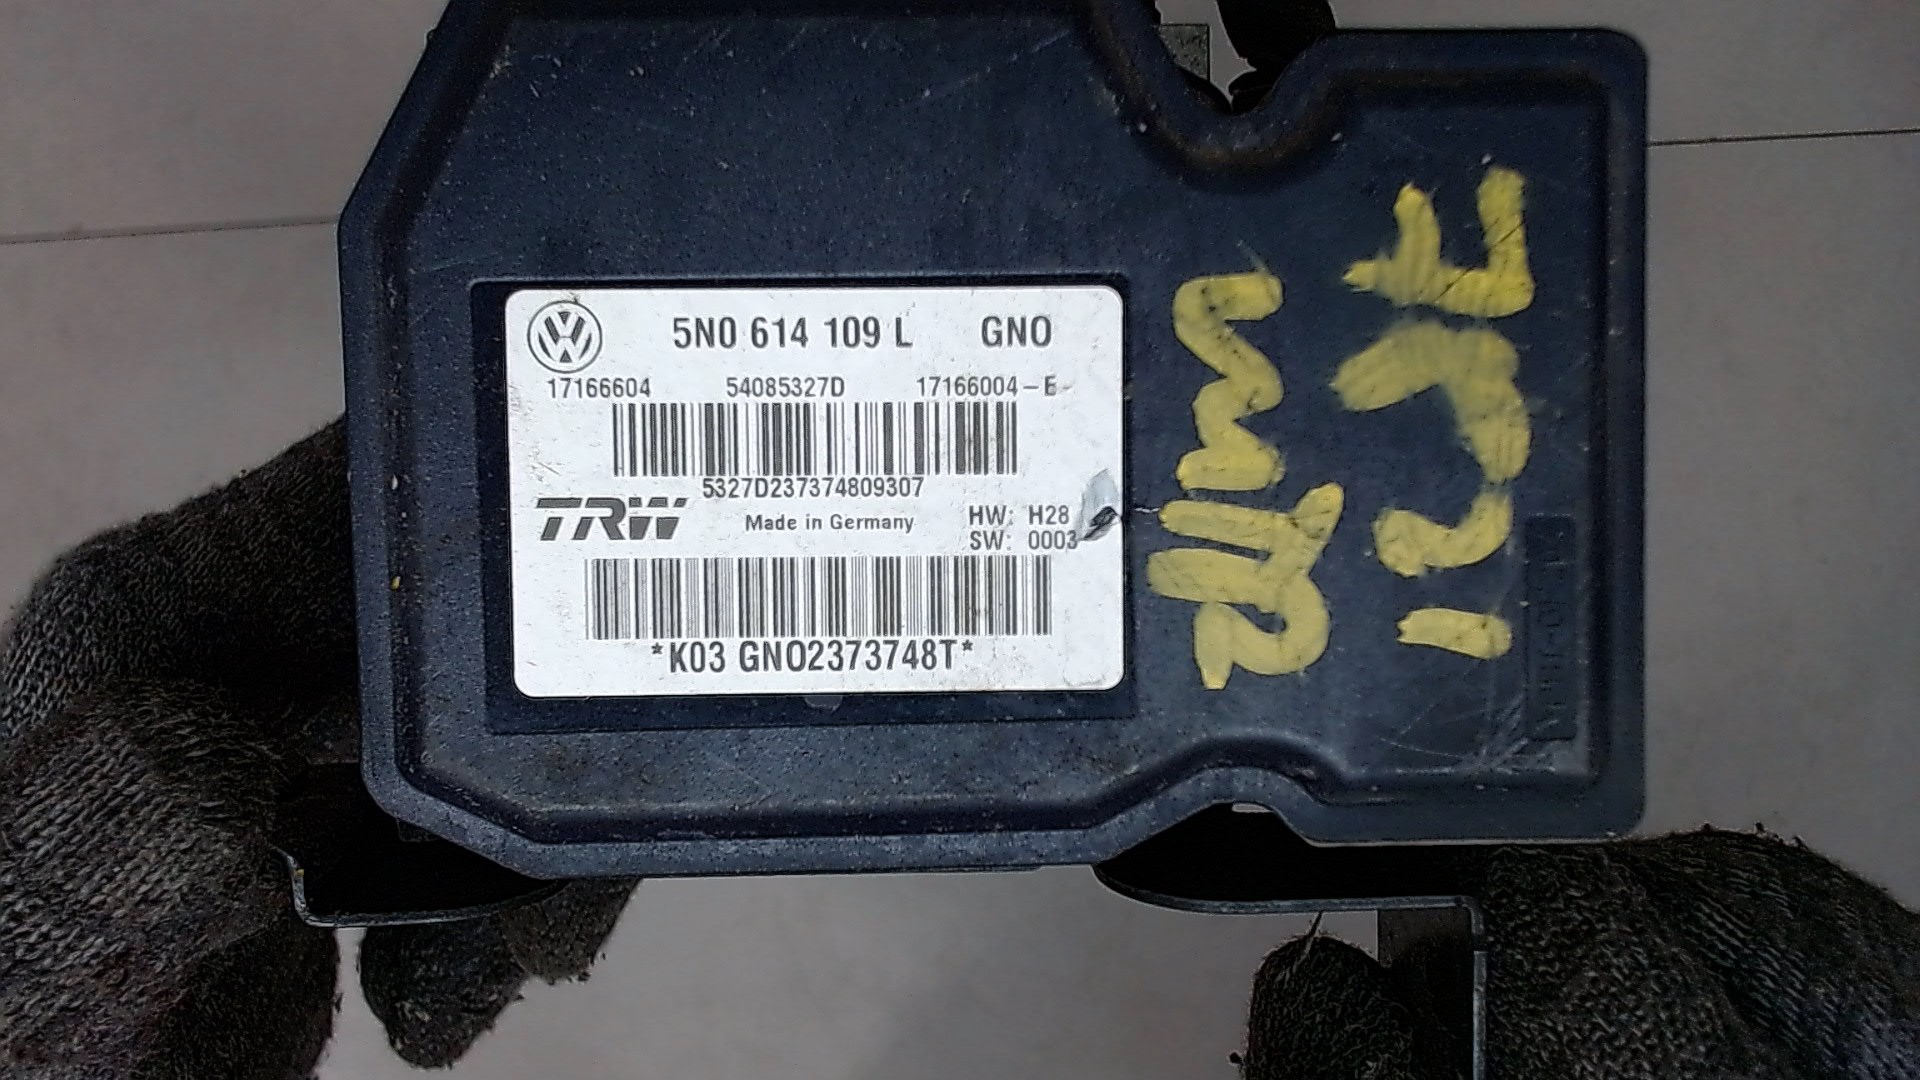 5N0 614 109 L GNO
17166604 54085327D 17166004-E
5327D237374809307
TRW Made in Germany HW: H28
SW: 0003
*K03 GNO2373748T*